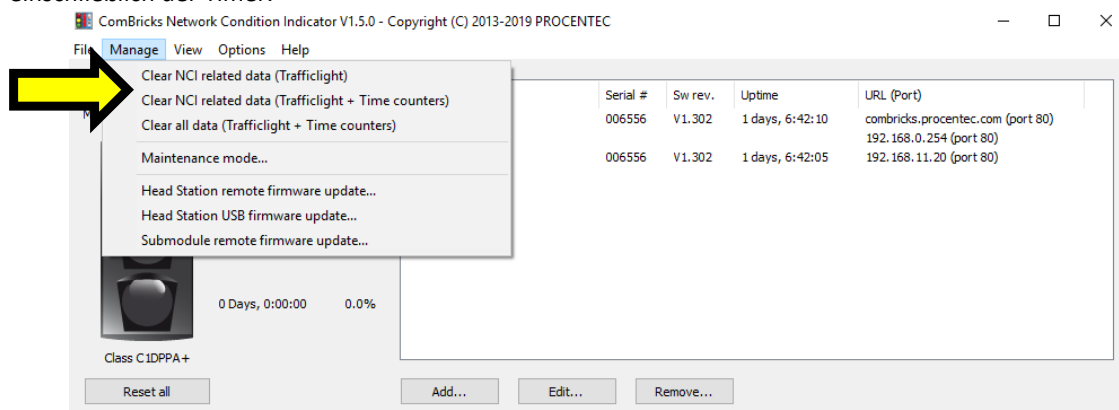 einschließlich der Timer.
ComBricks Network Condition Indicator V1.5.0 - Copyright (C) 2013-2019 PROCENTEC
File Manage View Options Help
Clear NCI related data (Trafficlight)
Clear NCI related data (Trafficlight + Time counters)
Clear all data (Trafficlight + Time counters)
Maintenance mode...
Head Station remote firmware update...
Head Station USB firmware update...
Submodule remote firmware update...
Serial # Sw rev. Uptime URL (Port)
006556 V1.302 1 days, 6:42:10 combricks.procentec.com (port 80)
192.168.0.254 (port 80)
006556 V1.302 1 days, 6:42:05 192.168.11.20 (port 80)
0 Days, 0:00:00 0.0%
Class C1DPPA+
Reset all Add... Edit... Remove...